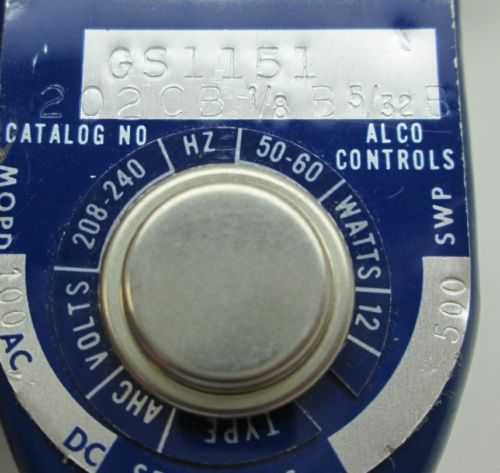 GS1151
202CB 1/8 B 5/32 B
CATALOG NO
ALCO CONTROLS
MOPD 100 AC
DC
SWP 500
VOLTS 208-240
HZ 50-60
WATTS 12
TYPE AHC